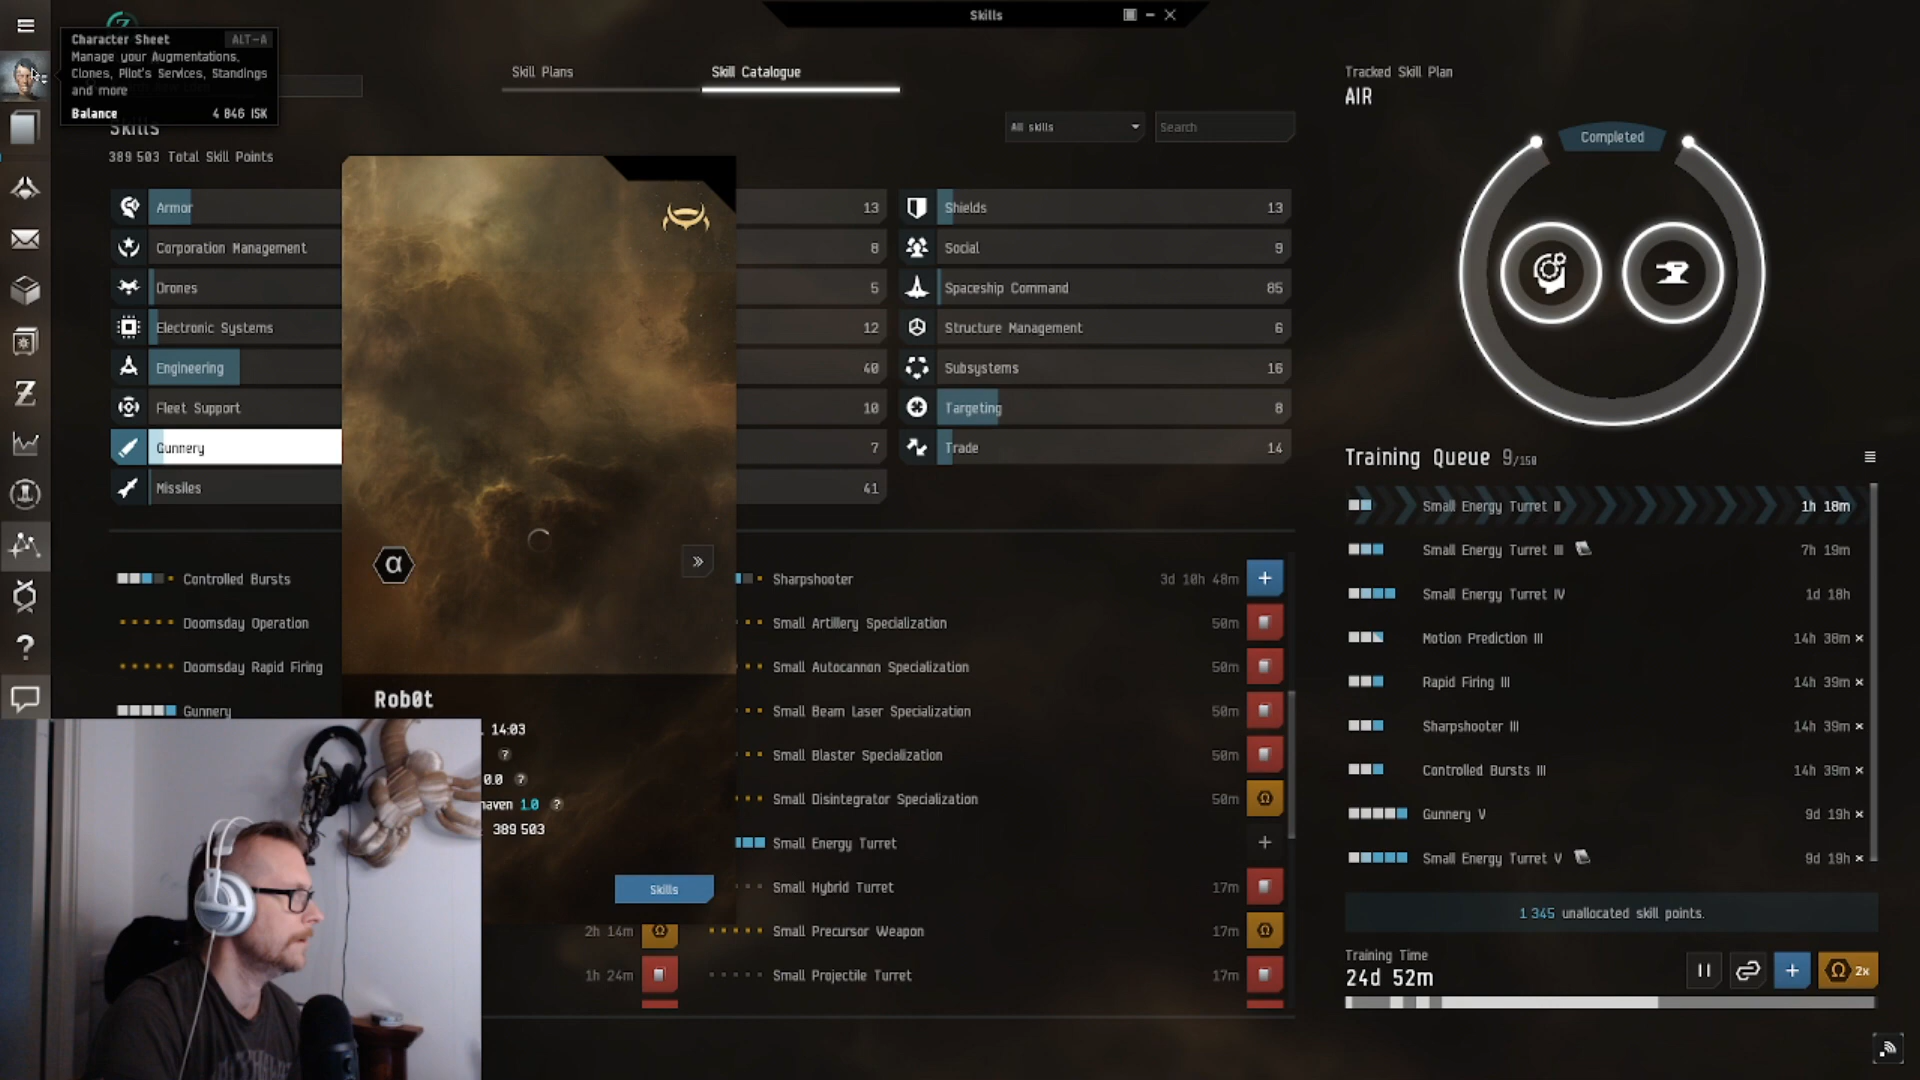 Skills
Character Sheet ALT-A
Manage your Augmentations,
Clones, Pilot's Services, Standings
and more
Balance 4 846 ISK
Skill Plans
Skill Catalogue
Skills
389 503 Total Skill Points
All skills
Search
Armor
13
Shields 13
Corporation Management
8
Social 9
Drones
5
Spaceship Command 85
Electronic Systems
12
Structure Management 6
Engineering
40
Subsystems 16
Fleet Support
10
Targeting 8
Gunnery
7
Trade 14
Missiles
41
α
Rob0t
14:03
?
0.0 ?
haven 1.0 ?
389 503
Skills
Controlled Bursts
Doomsday Operation
Doomsday Rapid Firing
Gunnery
2h 14m
1h 24m
Sharpshooter 3d 10h 48m
Small Artillery Specialization 50m
Small Autocannon Specialization 50m
Small Beam Laser Specialization 50m
Small Blaster Specialization 50m
Small Disintegrator Specialization 50m Ω
Small Energy Turret
Small Hybrid Turret 17m
Small Precursor Weapon 17m Ω
Small Projectile Turret 17m
Tracked Skill Plan
AIR
Completed
Training Queue 9/150
Small Energy Turret II 1h 18m
Small Energy Turret III 7h 19m
Small Energy Turret IV 1d 18h
Motion Prediction III 14h 38m
Rapid Firing III 14h 39m
Sharpshooter III 14h 39m
Controlled Bursts III 14h 39m
Gunnery V 9d 19h
Small Energy Turret V 9d 19h
1 345 unallocated skill points.
Training Time
24d 52m
Ω 2x